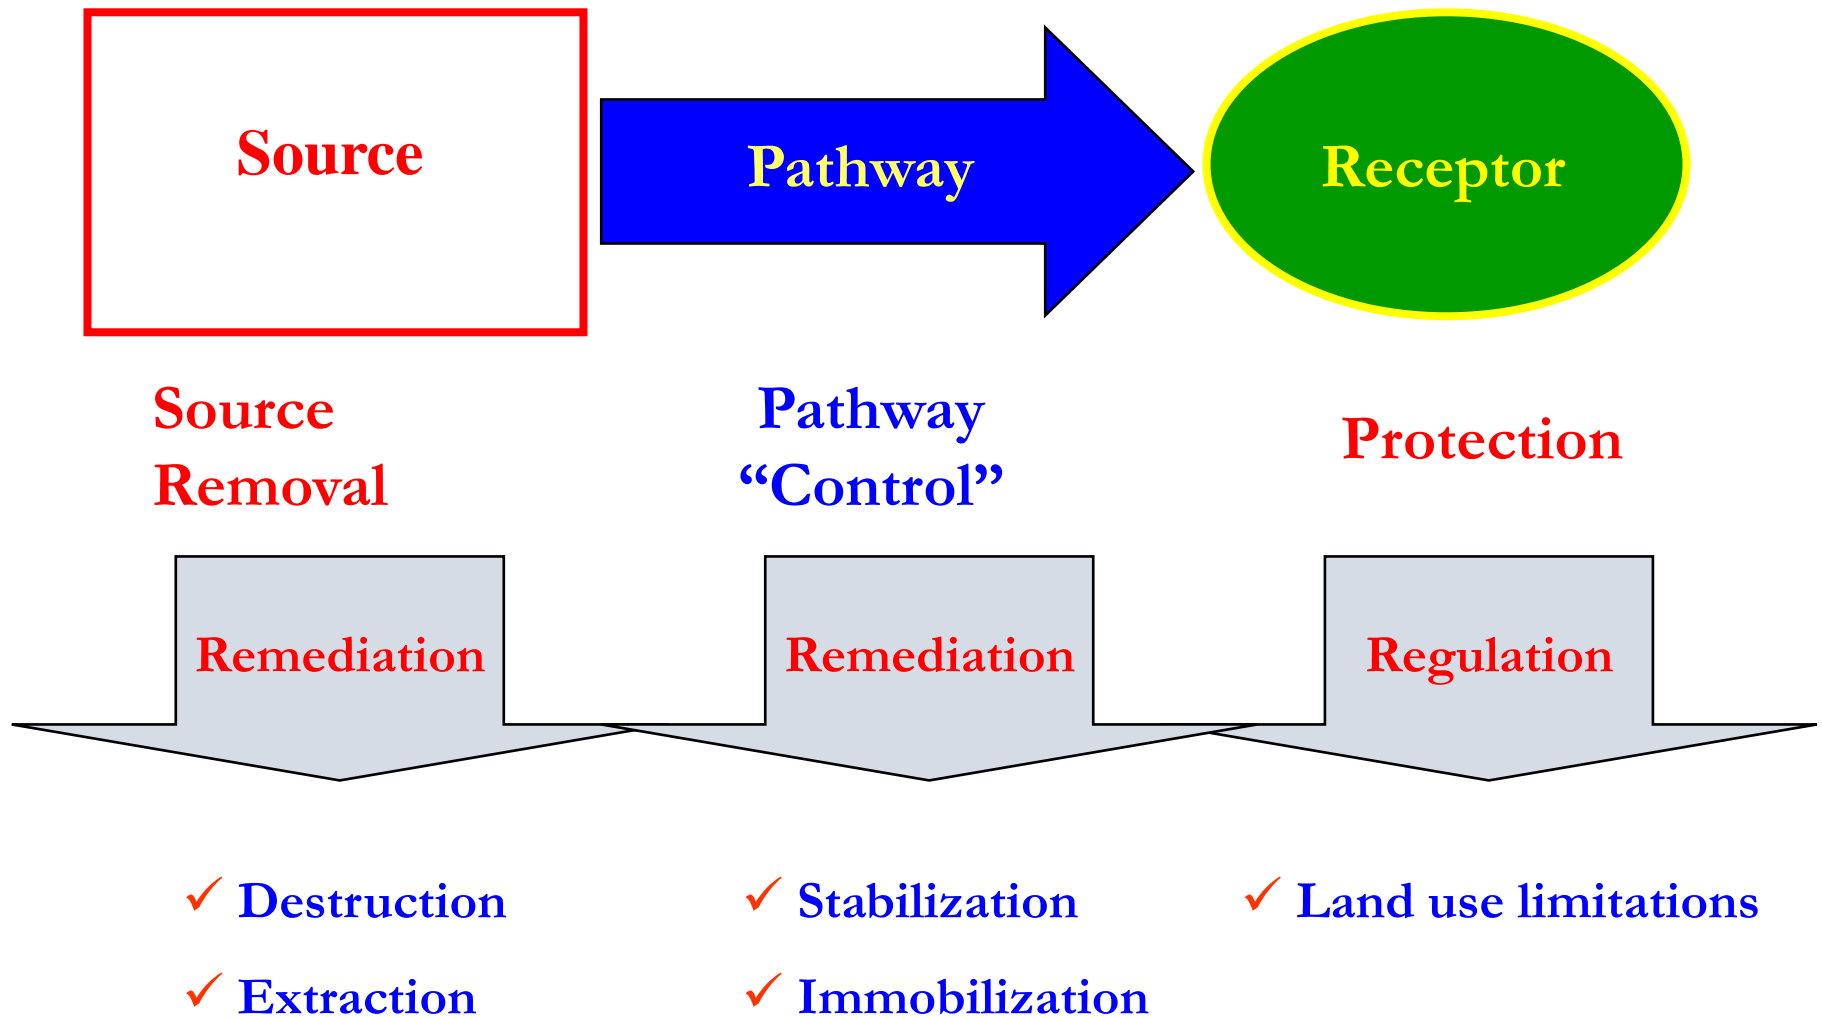 Source
Pathway
Receptor
Source
Removal
Pathway
“Control”
Protection
Remediation
Remediation
Regulation
✓ Destruction
✓ Extraction
✓ Stabilization
✓ Immobilization
✓ Land use limitations